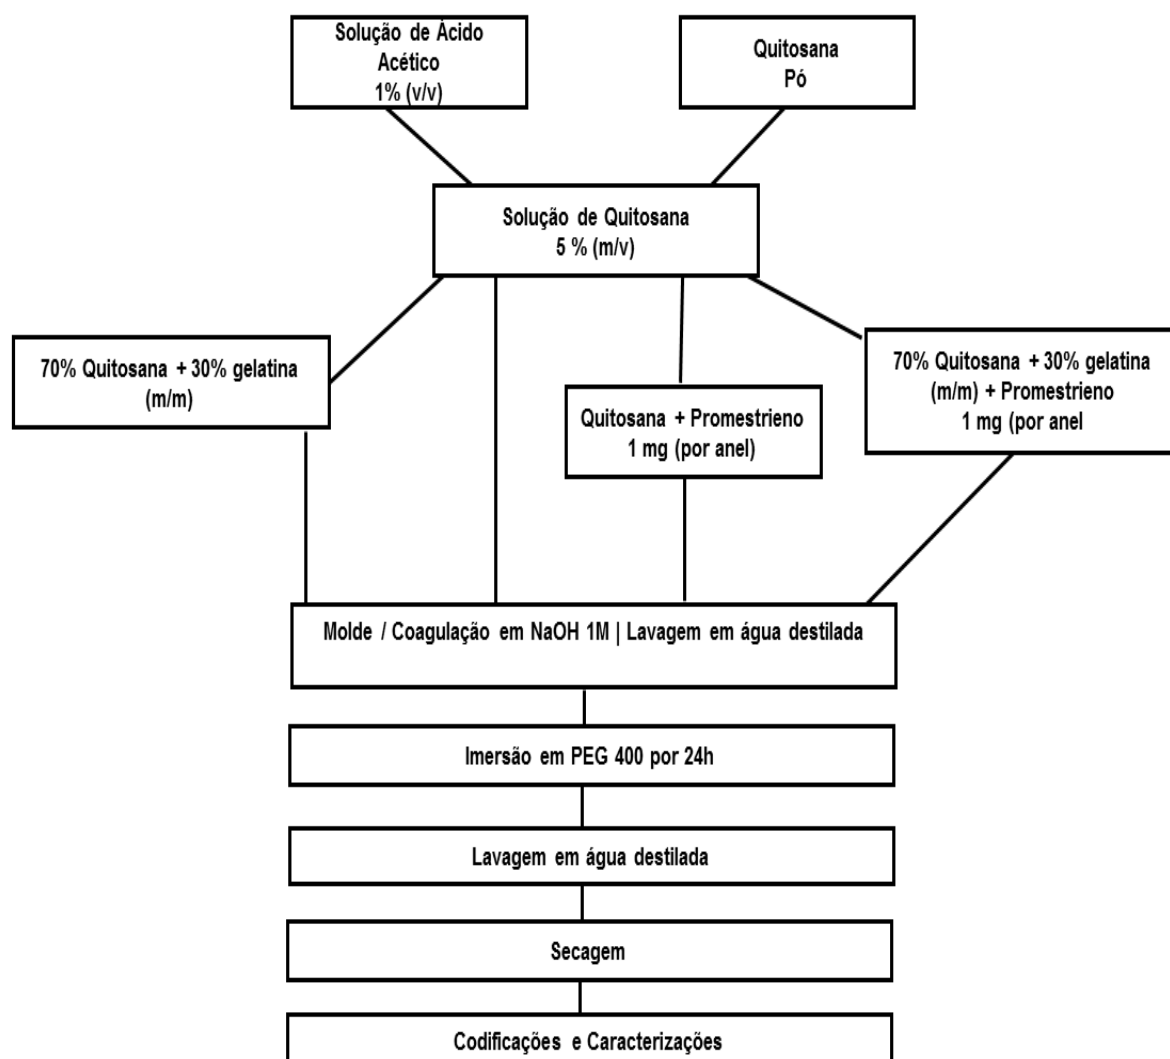 Solução de Ácido
Acético
1% (v/v)
Quitosana
Pó
Solução de Quitosana
5 % (m/v)
70% Quitosana + 30% gelatina
(m/m)
Quitosana + Promestrieno
1 mg (por anel)
70% Quitosana + 30% gelatina
(m/m) + Promestrieno
1 mg (por anel
Molde / Coagulação em NaOH 1M | Lavagem em água destilada
Imersão em PEG 400 por 24h
Lavagem em água destilada
Secagem
Codificações e Caracterizações